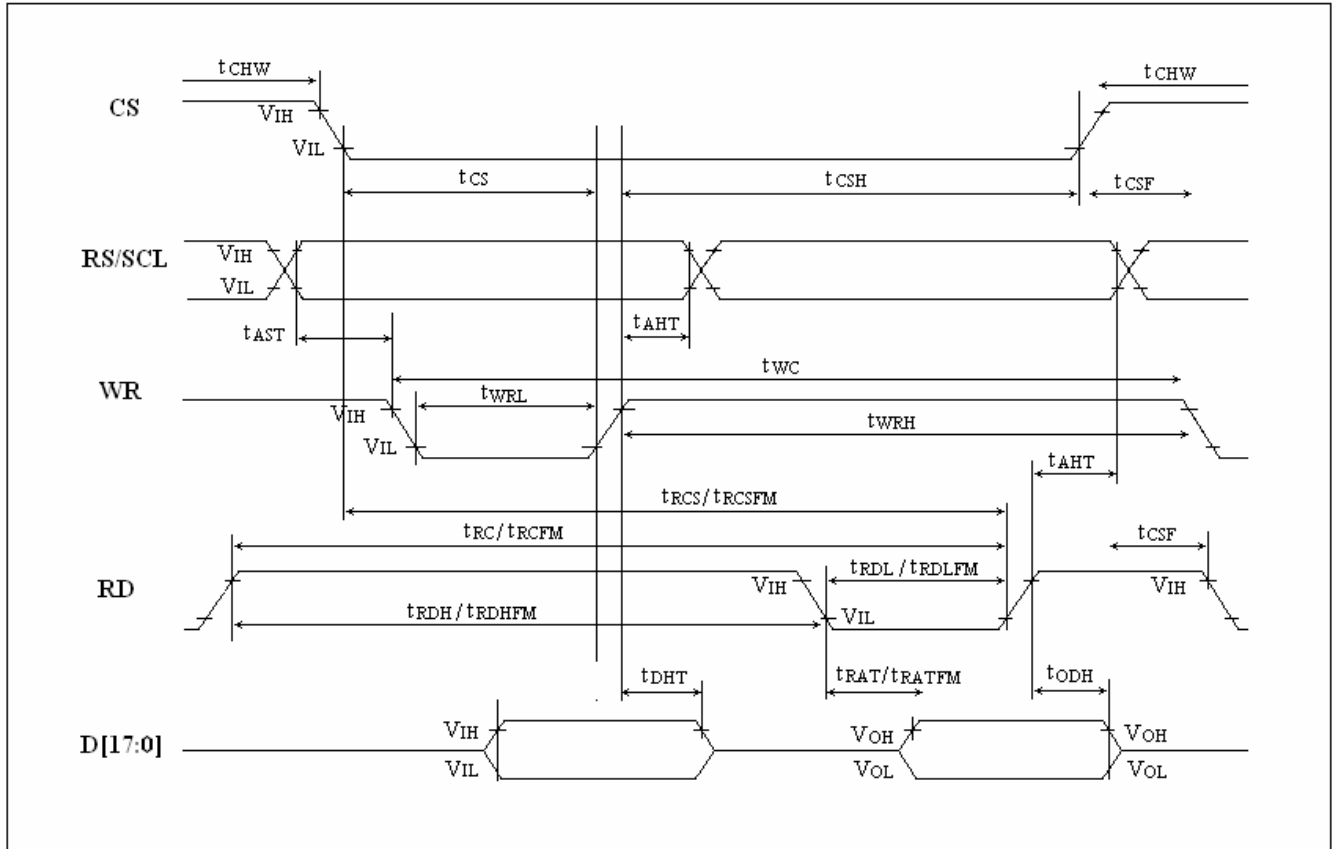 tCHW
tCHW
CS
VIH
VIL
tCS
tCSH
tCSF
RS/SCL
VIH
VIL
tAST
tAHT
tWC
WR
VIH
tWRL
tWRH
VIL
tAHT
tRCS/tRCSFM
tRC/tRCFM
tCSF
RD
VIH
tRDL /tRDLFM
VIH
tRDH/tRDHFM
VIL
tDHT
tRAT/tRATFM
tODH
D[17:0]
VIH
VOH
VOH
VIL
VOL
VOL